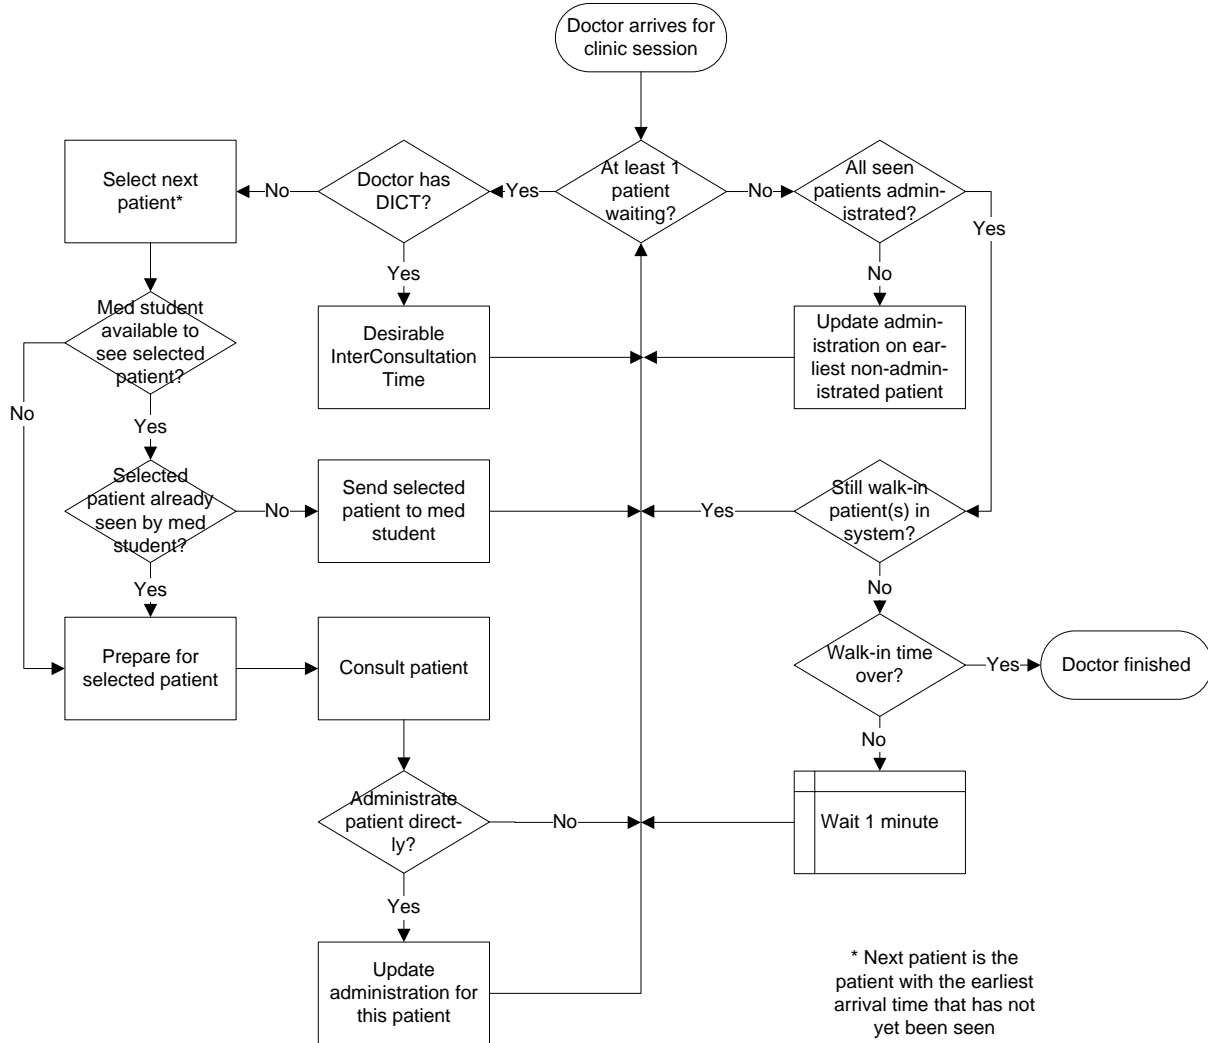 Doctor arrives for
clinic session
Select next
patient*
No
Doctor has
DICT?
Yes
At least 1
patient
waiting?
No
All seen
patients admin-
istrated?
Yes
Yes
No
Med student
available to
see selected
patient?
Desirable
InterConsultation
Time
Update admin-
istration on ear-
liest non-admin-
istrated patient
No
Yes
Selected
patient already
seen by med
student?
No
Send selected
patient to med
student
Yes
Still walk-in
patient(s) in
system?
Yes
No
Prepare for
selected patient
Consult patient
Walk-in time
over?
Yes
Doctor finished
No
Administrate
patient direct-
ly?
No
Wait 1 minute
Yes
Update
administration for
this patient
* Next patient is the
patient with the earliest
arrival time that has not
yet been seen